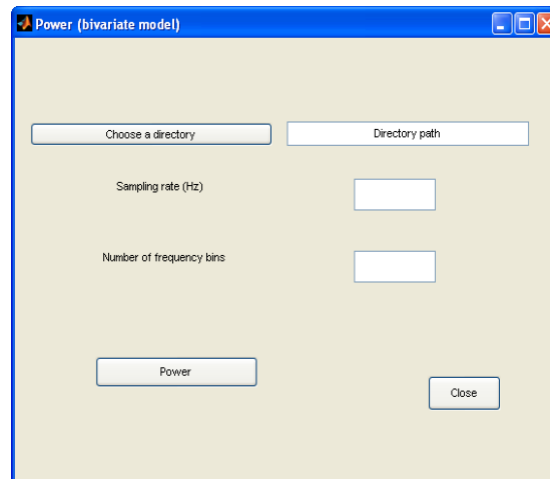 Power (bivariate model)
Choose a directory
Directory path
Sampling rate (Hz)
Number of frequency bins
Power
Close